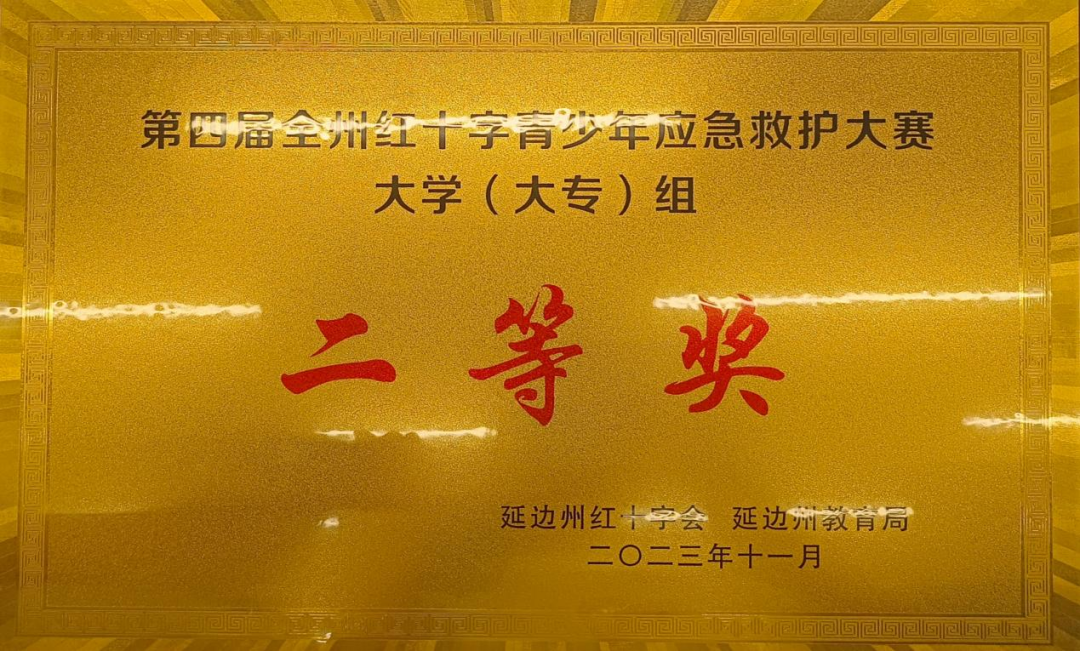 第四届全州红十字青少年应急救护大赛
大学（大专）组
二等奖
延边州红十字会 延边州教育局
二〇二三年十一月